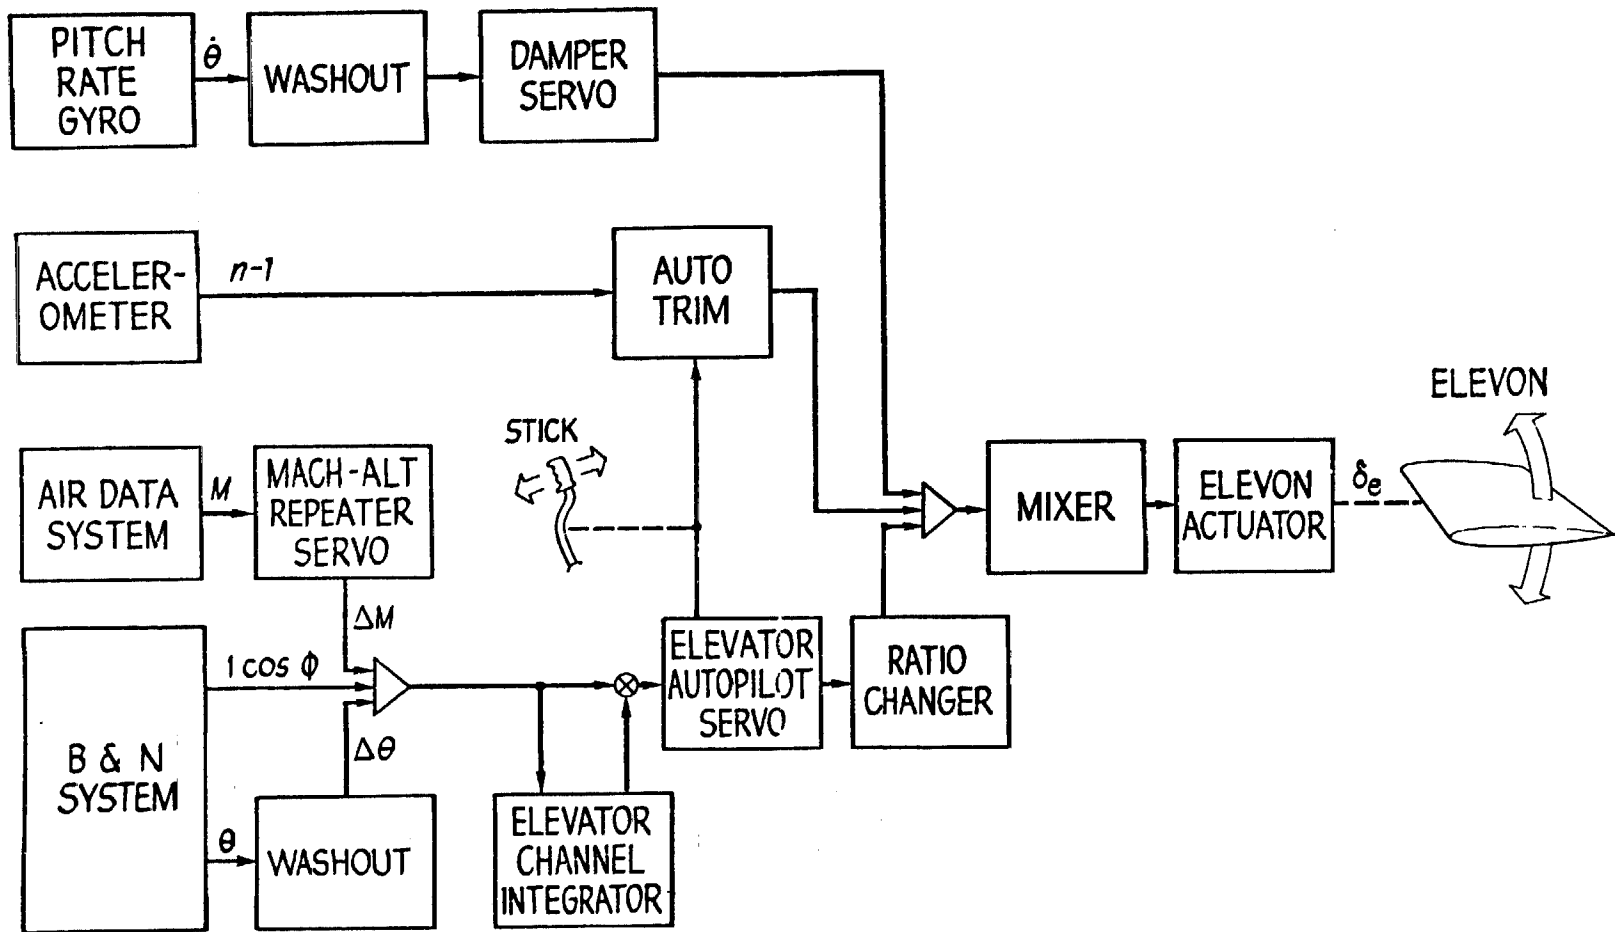 PITCH
RATE
GYRO
θ̇
WASHOUT
DAMPER
SERVO
ACCELER-
OMETER
n-1
AUTO
TRIM
ELEVON
STICK
AIR DATA
SYSTEM
M
MACH-ALT
REPEATER
SERVO
MIXER
ELEVON
ACTUATOR
δe
ΔM
1 cos ϕ
B & N
SYSTEM
Δθ
θ
WASHOUT
ELEVATOR
CHANNEL
INTEGRATOR
ELEVATOR
AUTOPILOT
SERVO
RATIO
CHANGER